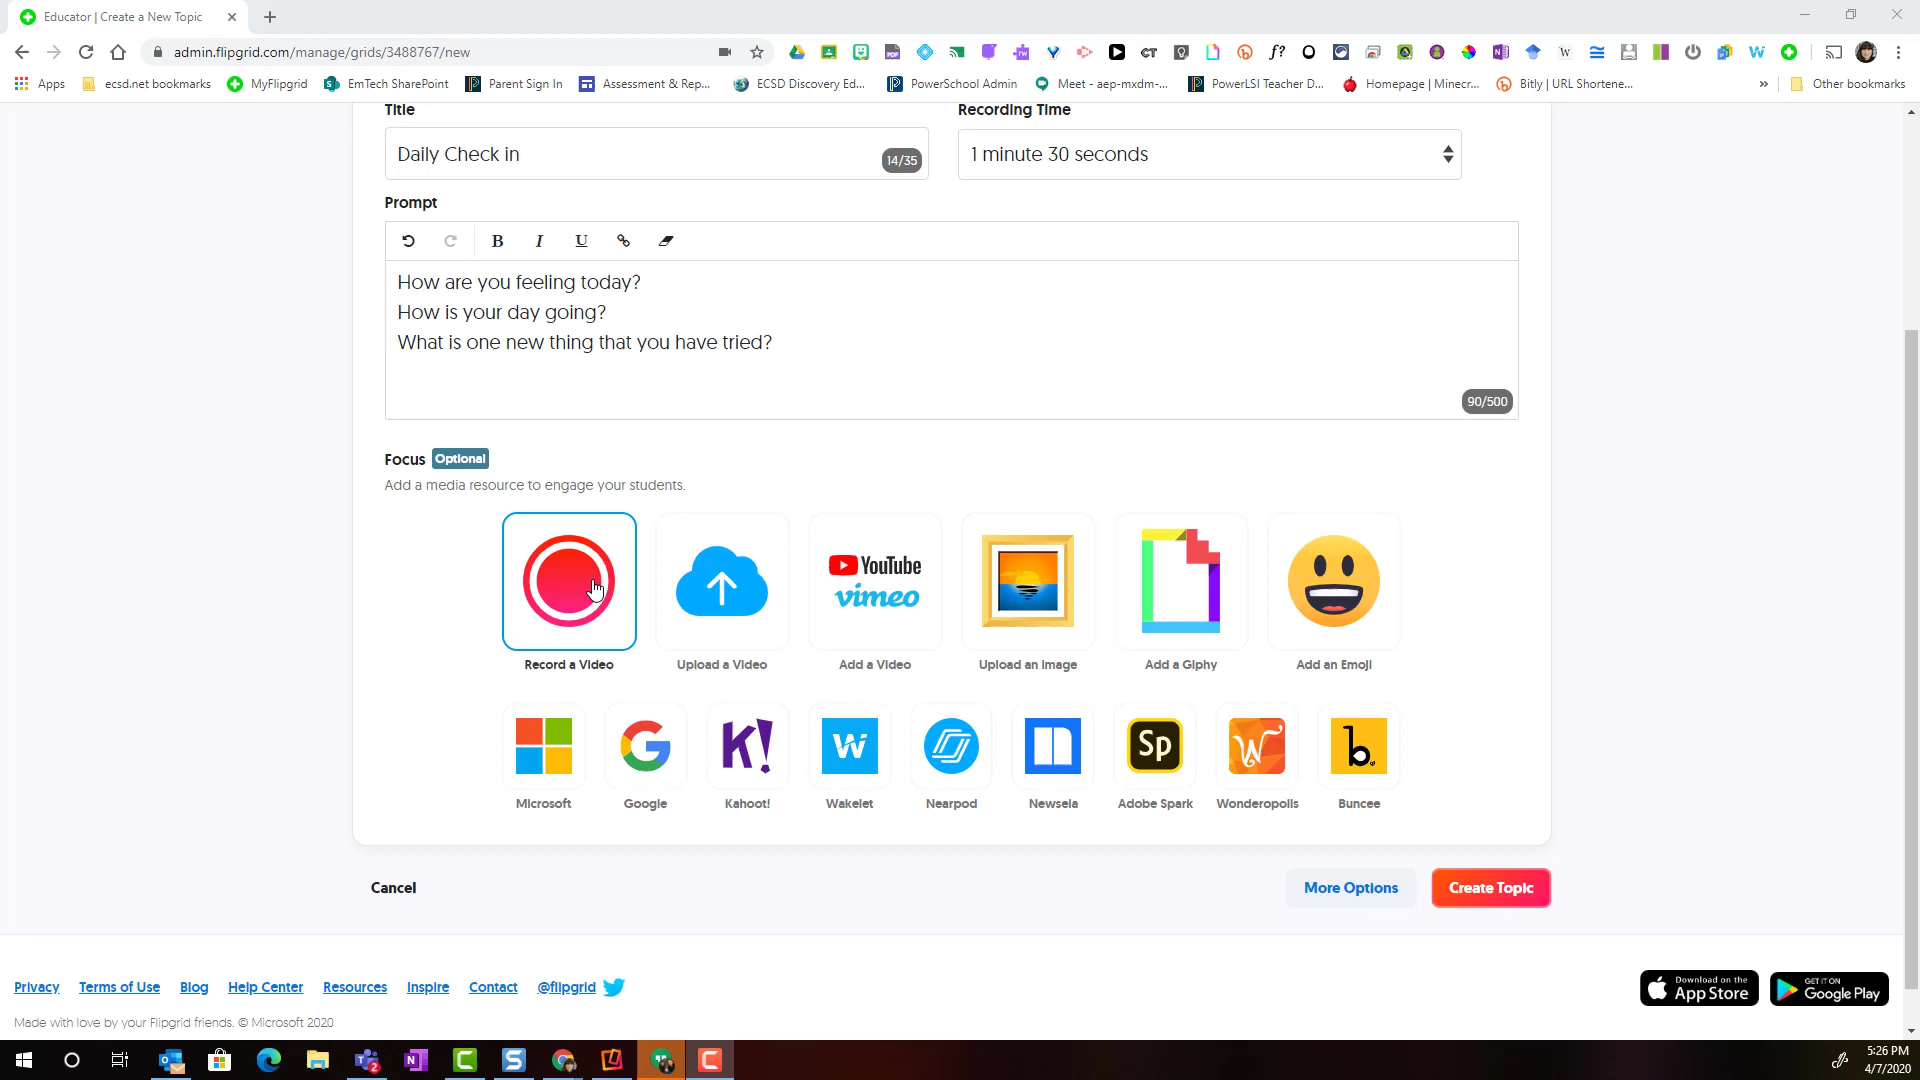 Educator | Create a New Topic
admin.flipgrid.com/manage/grids/3488767/new
Apps ecsd.net bookmarks MyFlipgrid EmTech SharePoint Parent Sign In Assessment & Rep... ECSD Discovery Ed... PowerSchool Admin Meet - aep-mxdm-... PowerLSI Teacher D... Homepage | Minecr... Bitly | URL Shortene... » Other bookmarks
Title Recording Time
Daily Check in 14/35 1 minute 30 seconds
Prompt
B I U
How are you feeling today?
How is your day going?
What is one new thing that you have tried?
90/500
Focus Optional
Add a media resource to engage your students.
YouTube
vimeo
Record a Video Upload a Video Add a Video Upload an Image Add a Giphy Add an Emoji
K! W Sp W b
Microsoft Google Kahoot! Wakelet Nearpod Newsela Adobe Spark Wonderopolis Buncee
Cancel More Options Create Topic
Privacy Terms of Use Blog Help Center Resources Inspire Contact @flipgrid
Download on the App Store GET IT ON Google Play
Made with love by your Flipgrid friends. © Microsoft 2020
5:26 PM
4/7/2020